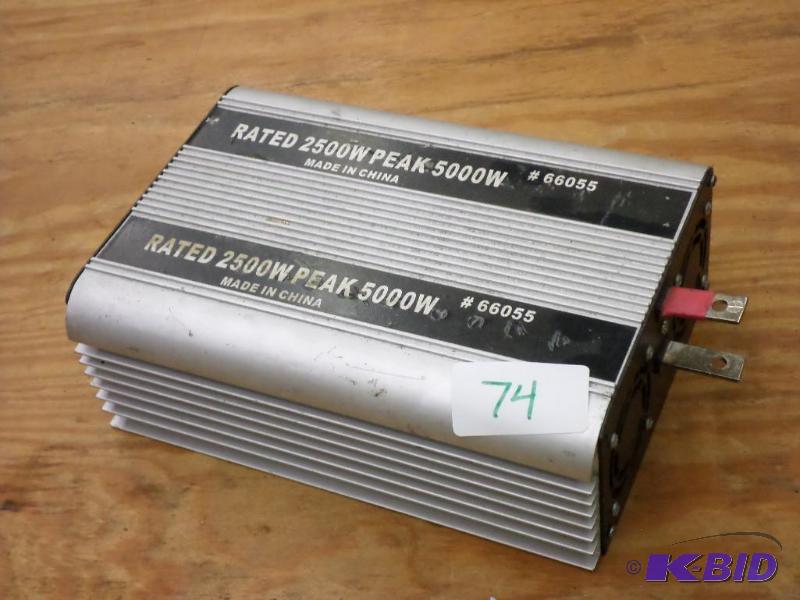 RATED 2500W PEAK 5000W # 66055
MADE IN CHINA
RATED 2500W PEAK 5000W # 66055
MADE IN CHINA
74
© K-BID